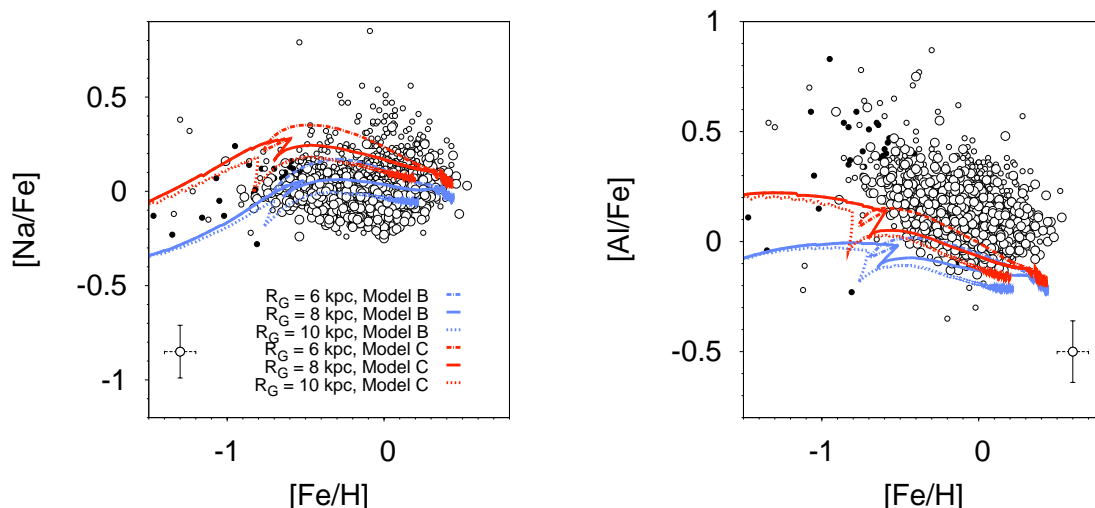 [Na/Fe]
0.5
0
-0.5
-1
-1
0
[Fe/H]
R_G = 6 kpc, Model B
R_G = 8 kpc, Model B
R_G = 10 kpc, Model B
R_G = 6 kpc, Model C
R_G = 8 kpc, Model C
R_G = 10 kpc, Model C
[Al/Fe]
1
0.5
0
-0.5
-1
0
[Fe/H]